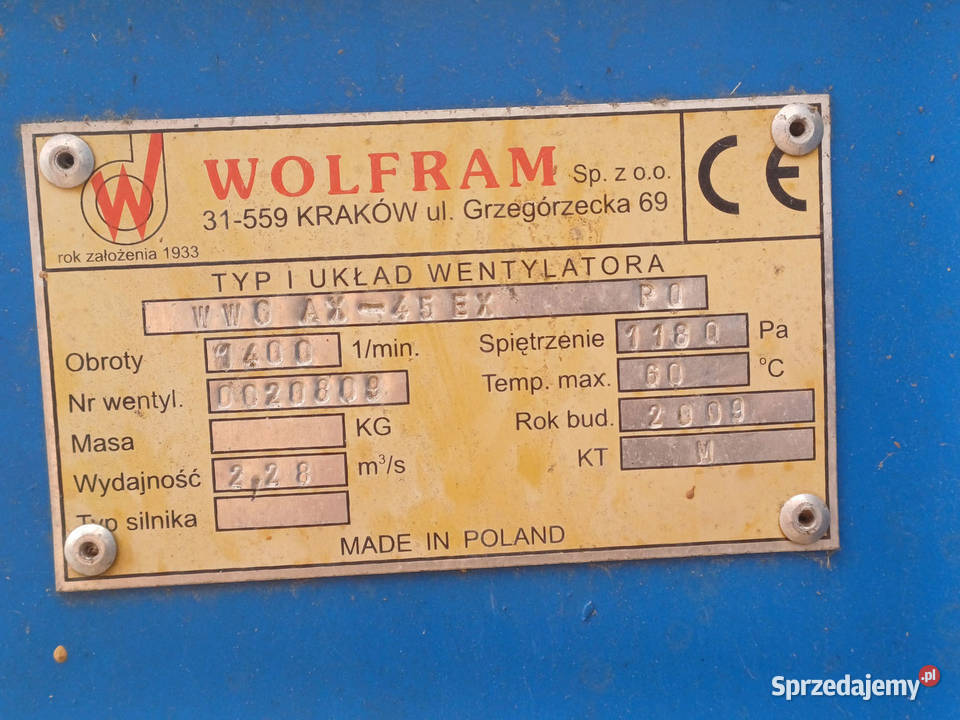 WOLFRAM Sp. z o.o.
31-559 KRAKÓW ul. Grzegórzecka 69
CE
W
rok założenia 1933
TYP I UKŁAD WENTYLATORA
AX-45 EX
Obroty 1400 1/min.
Spiętrzenie 1180 Pa
Nr wentyl. 0020809
Temp. max. 60 °C
Masa KG
Rok bud. 2009
Wydajność 2,28 m³/s
KT M
Typ silnika
MADE IN POLAND
Sprzedajemy.pl